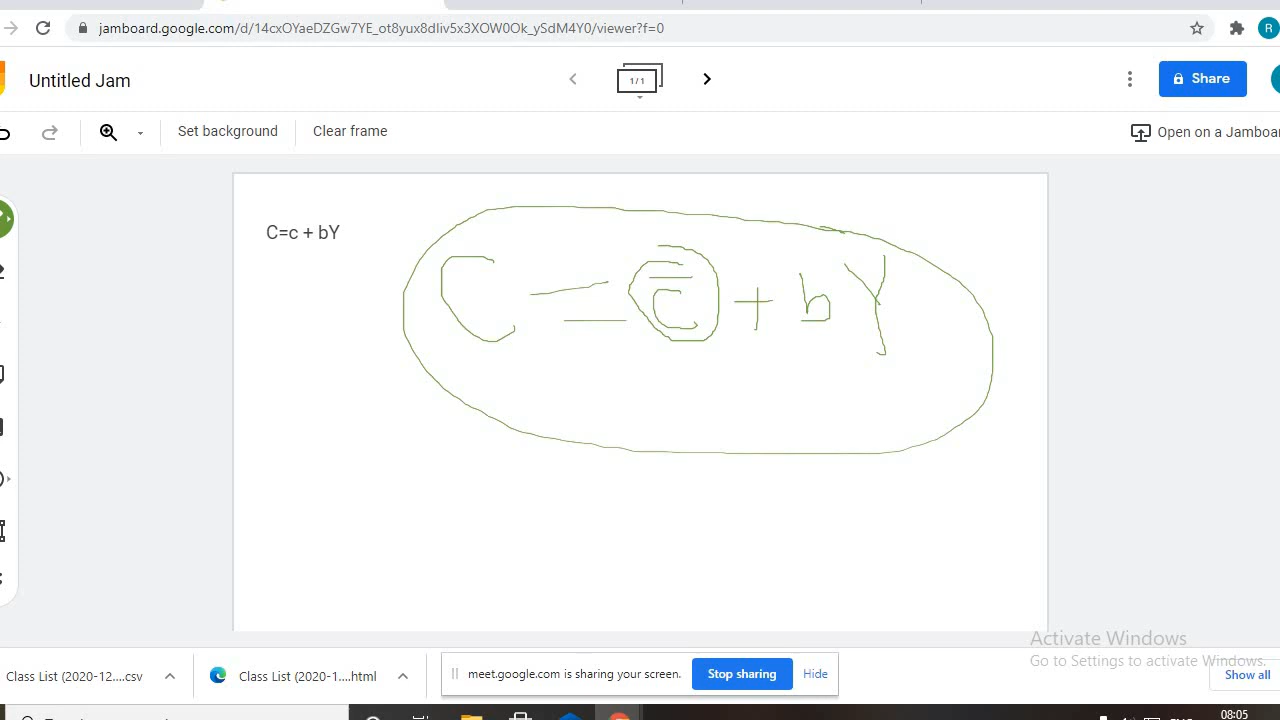 jamboard.google.com/d/14cxOYaeDZGw7YE_ot8yux8dIiv5x3XOW0Ok_ySdM4Y0/viewer?f=0
R
Untitled Jam
1/1
Share
Set background
Clear frame
Open on a Jamboar
C=c + bY
C = c̅ + bY
Activate Windows
Go to Settings to activate Windows.
Class List (2020-12....csv
Class List (2020-1....html
meet.google.com is sharing your screen.
Stop sharing
Hide
Show all
08:05